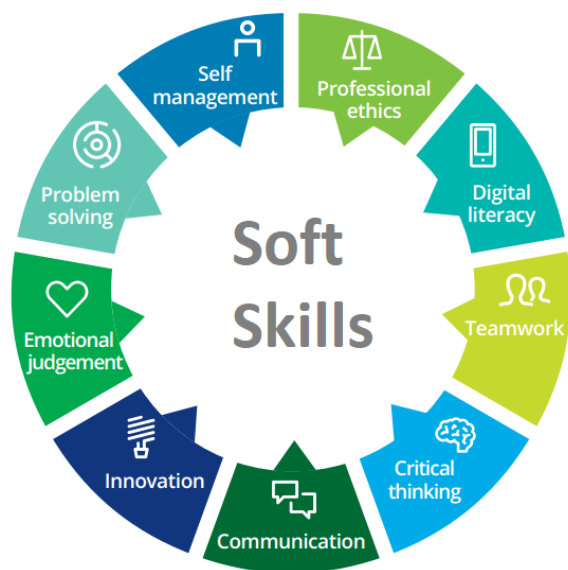 Self
management
Professional
ethics
Problem
solving
Digital
literacy
Soft
Skills
Emotional
judgement
Teamwork
Innovation
Critical
thinking
Communication